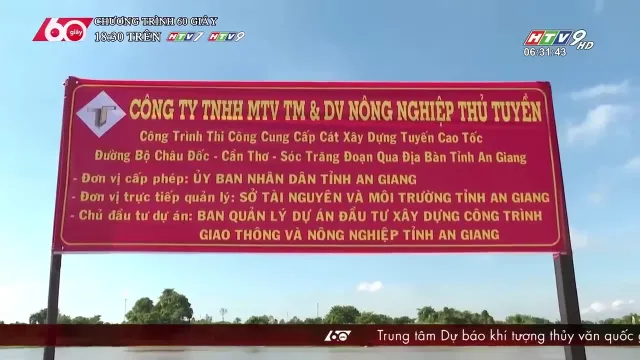 60 giây
CHƯƠNG TRÌNH 60 GIÂY
18:30 TRÊN HTV7 HTV9
HTV9 HD
06:31:43
CÔNG TY TNHH MTV TM & DV NÔNG NGHIỆP THỦ TUYỀN
Công Trình Thi Công Cung Cấp Cát Xây Dựng Tuyến Cao Tốc
Đường Bộ Châu Đốc - Cần Thơ - Sóc Trăng Đoạn Qua Địa Bàn Tỉnh An Giang
- Đơn vị cấp phép: ỦY BAN NHÂN DÂN TỈNH AN GIANG
- Đơn vị trực tiếp quản lý: SỞ TÀI NGUYÊN VÀ MÔI TRƯỜNG TỈNH AN GIANG
- Chủ đầu tư dự án: BAN QUẢN LÝ DỰ ÁN ĐẦU TƯ XÂY DỰNG CÔNG TRÌNH
GIAO THÔNG VÀ NÔNG NGHIỆP TỈNH AN GIANG
60 Trung tâm Dự báo khí tượng thủy văn quốc